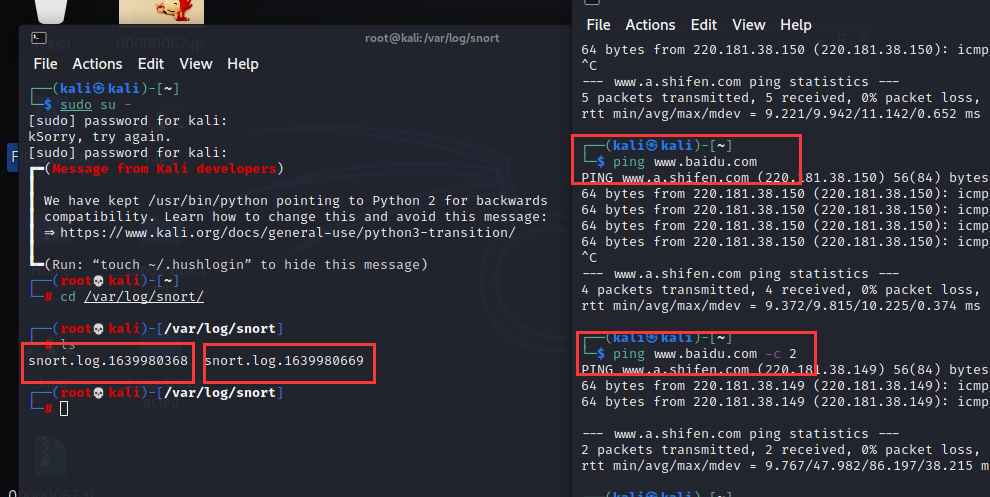 ash
00000067.jp
root@kali:/var/log/snort
File Actions Edit View Help
┌──(kali㉿kali)-[~]
└─$ sudo su -
[sudo] password for kali:
kSorry, try again.
[sudo] password for kali:
┏━(Message from Kali developers)
┃
┃ We have kept /usr/bin/python pointing to Python 2 for backwards
┃ compatibility. Learn how to change this and avoid this message:
┃ ⇒ https://www.kali.org/docs/general-use/python3-transition/
┃
┗━(Run: “touch ~/.hushlogin” to hide this message)
┌──(root💀kali)-[~]
└─# cd /var/log/snort/
┌──(root💀kali)-[/var/log/snort]
└─# ls
snort.log.1639980368 snort.log.1639980669
┌──(root💀kali)-[/var/log/snort]
└─#
File Actions Edit View Help
64 bytes from 220.181.38.150 (220.181.38.150): icmp
^C
--- www.a.shifen.com ping statistics ---
5 packets transmitted, 5 received, 0% packet loss,
rtt min/avg/max/mdev = 9.221/9.942/11.142/0.652 ms
┌──(kali㉿kali)-[~]
└─$ ping www.baidu.com
PING www.a.shifen.com (220.181.38.150) 56(84) bytes
64 bytes from 220.181.38.150 (220.181.38.150): icmp
64 bytes from 220.181.38.150 (220.181.38.150): icmp
64 bytes from 220.181.38.150 (220.181.38.150): icmp
64 bytes from 220.181.38.150 (220.181.38.150): icmp
^C
--- www.a.shifen.com ping statistics ---
4 packets transmitted, 4 received, 0% packet loss,
rtt min/avg/max/mdev = 9.372/9.815/10.225/0.374 ms
┌──(kali㉿kali)-[~]
└─$ ping www.baidu.com -c 2
PING www.a.shifen.com (220.181.38.149) 56(84) bytes
64 bytes from 220.181.38.149 (220.181.38.149): icmp
64 bytes from 220.181.38.149 (220.181.38.149): icmp
--- www.a.shifen.com ping statistics ---
2 packets transmitted, 2 received, 0% packet loss,
rtt min/avg/max/mdev = 9.767/47.982/86.197/38.215 m